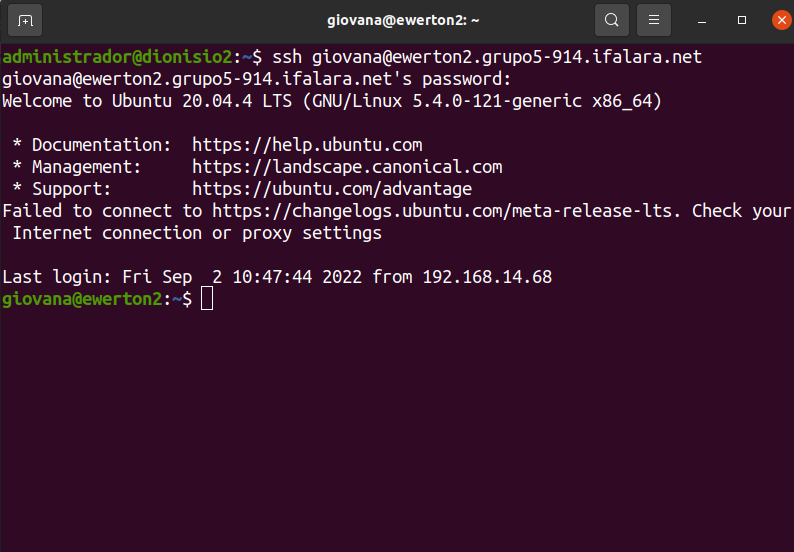 giovana@ewerton2: ~
administrador@dionisio2:~$ ssh giovana@ewerton2.grupo5-914.ifalara.net
giovana@ewerton2.grupo5-914.ifalara.net's password:
Welcome to Ubuntu 20.04.4 LTS (GNU/Linux 5.4.0-121-generic x86_64)

 * Documentation:  https://help.ubuntu.com
 * Management:     https://landscape.canonical.com
 * Support:        https://ubuntu.com/advantage
Failed to connect to https://changelogs.ubuntu.com/meta-release-lts. Check your
 Internet connection or proxy settings

Last login: Fri Sep  2 10:47:44 2022 from 192.168.14.68
giovana@ewerton2:~$